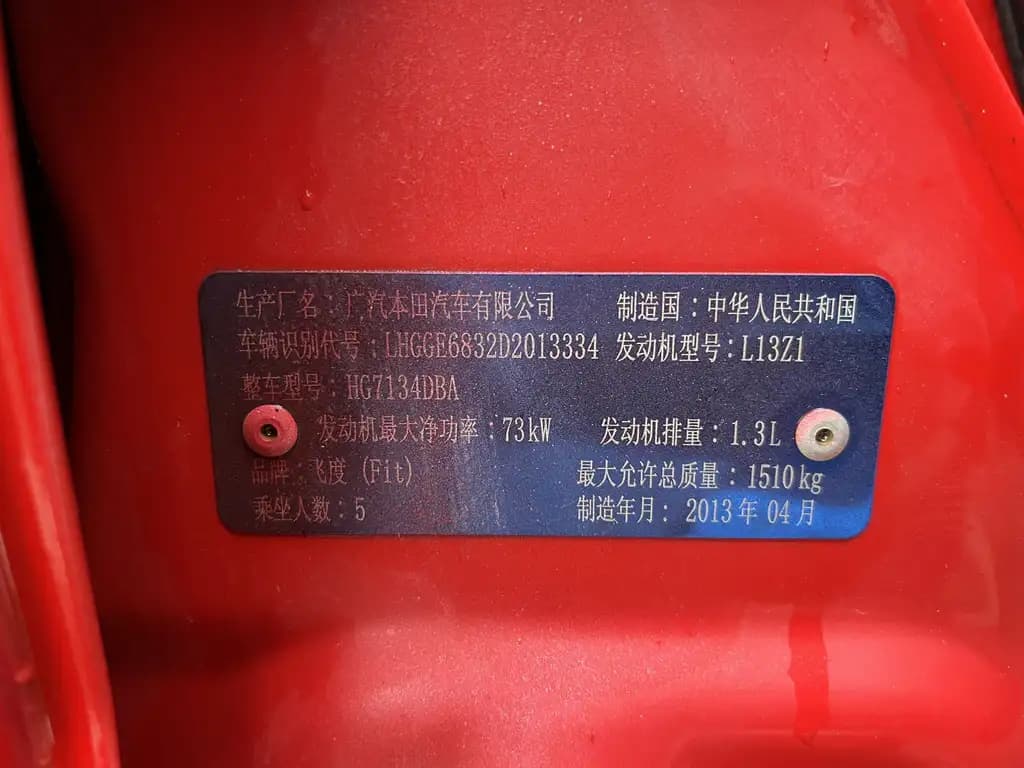 生产厂名：广汽本田汽车有限公司 制造国：中华人民共和国
车辆识别代号：LHGGE6832D2013334 发动机型号：L13Z1
整车型号：HG7134DBA
发动机最大净功率：73kW 发动机排量：1.3L
品牌：飞度 (Fit) 最大允许总质量：1510kg
乘坐人数：5 制造年月：2013年04月